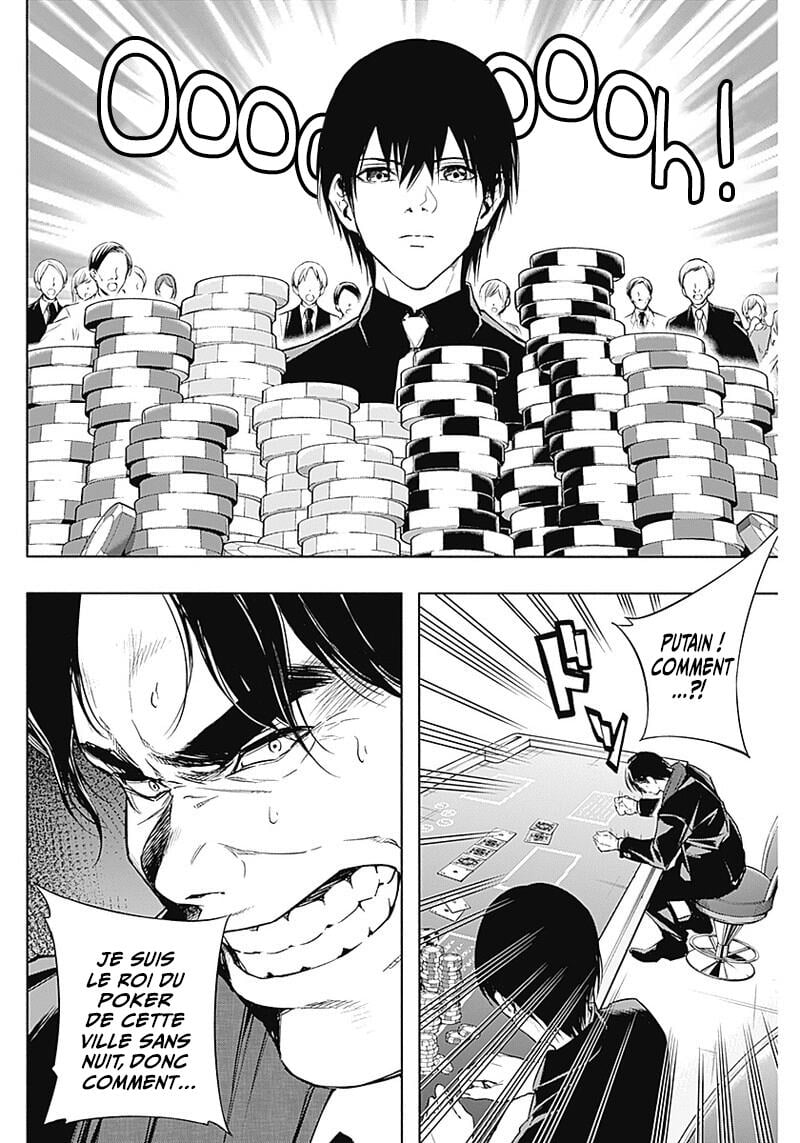 Oooo oooh!
PUTAIN !
COMMENT
...?!
ドドッ
JE SUIS
LE ROI DU
POKER
DE CETTE
VILLE SANS
NUIT, DONC
COMMENT...